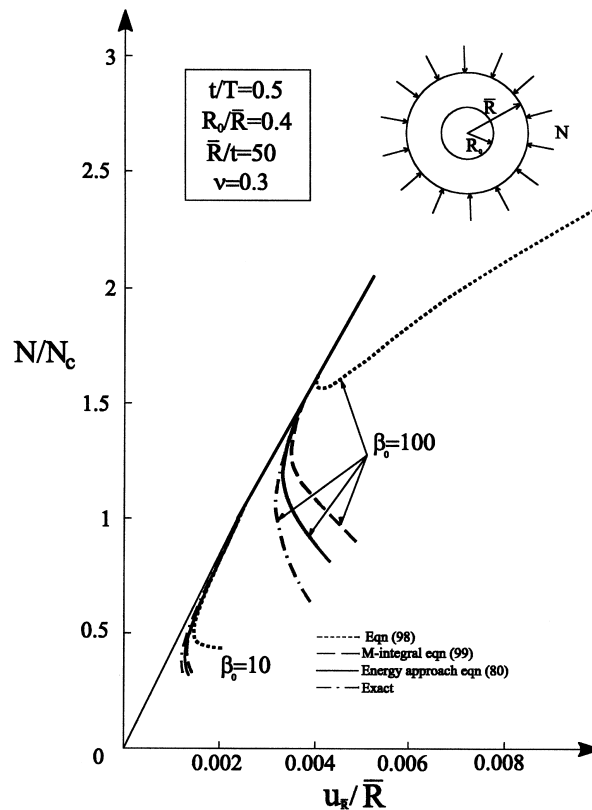 3
t/T=0.5
R₀/R̅=0.4
R̅/t=50
ν=0.3
R̅
R₀
N
2.5
2
N/N_c
1.5
β₀=100
1
0.5
β₀=10
Eqn (98)
M-integral eqn (99)
Energy approach eqn (80)
Exact
0
0.002
0.004
0.006
0.008
u_R̅/R̅